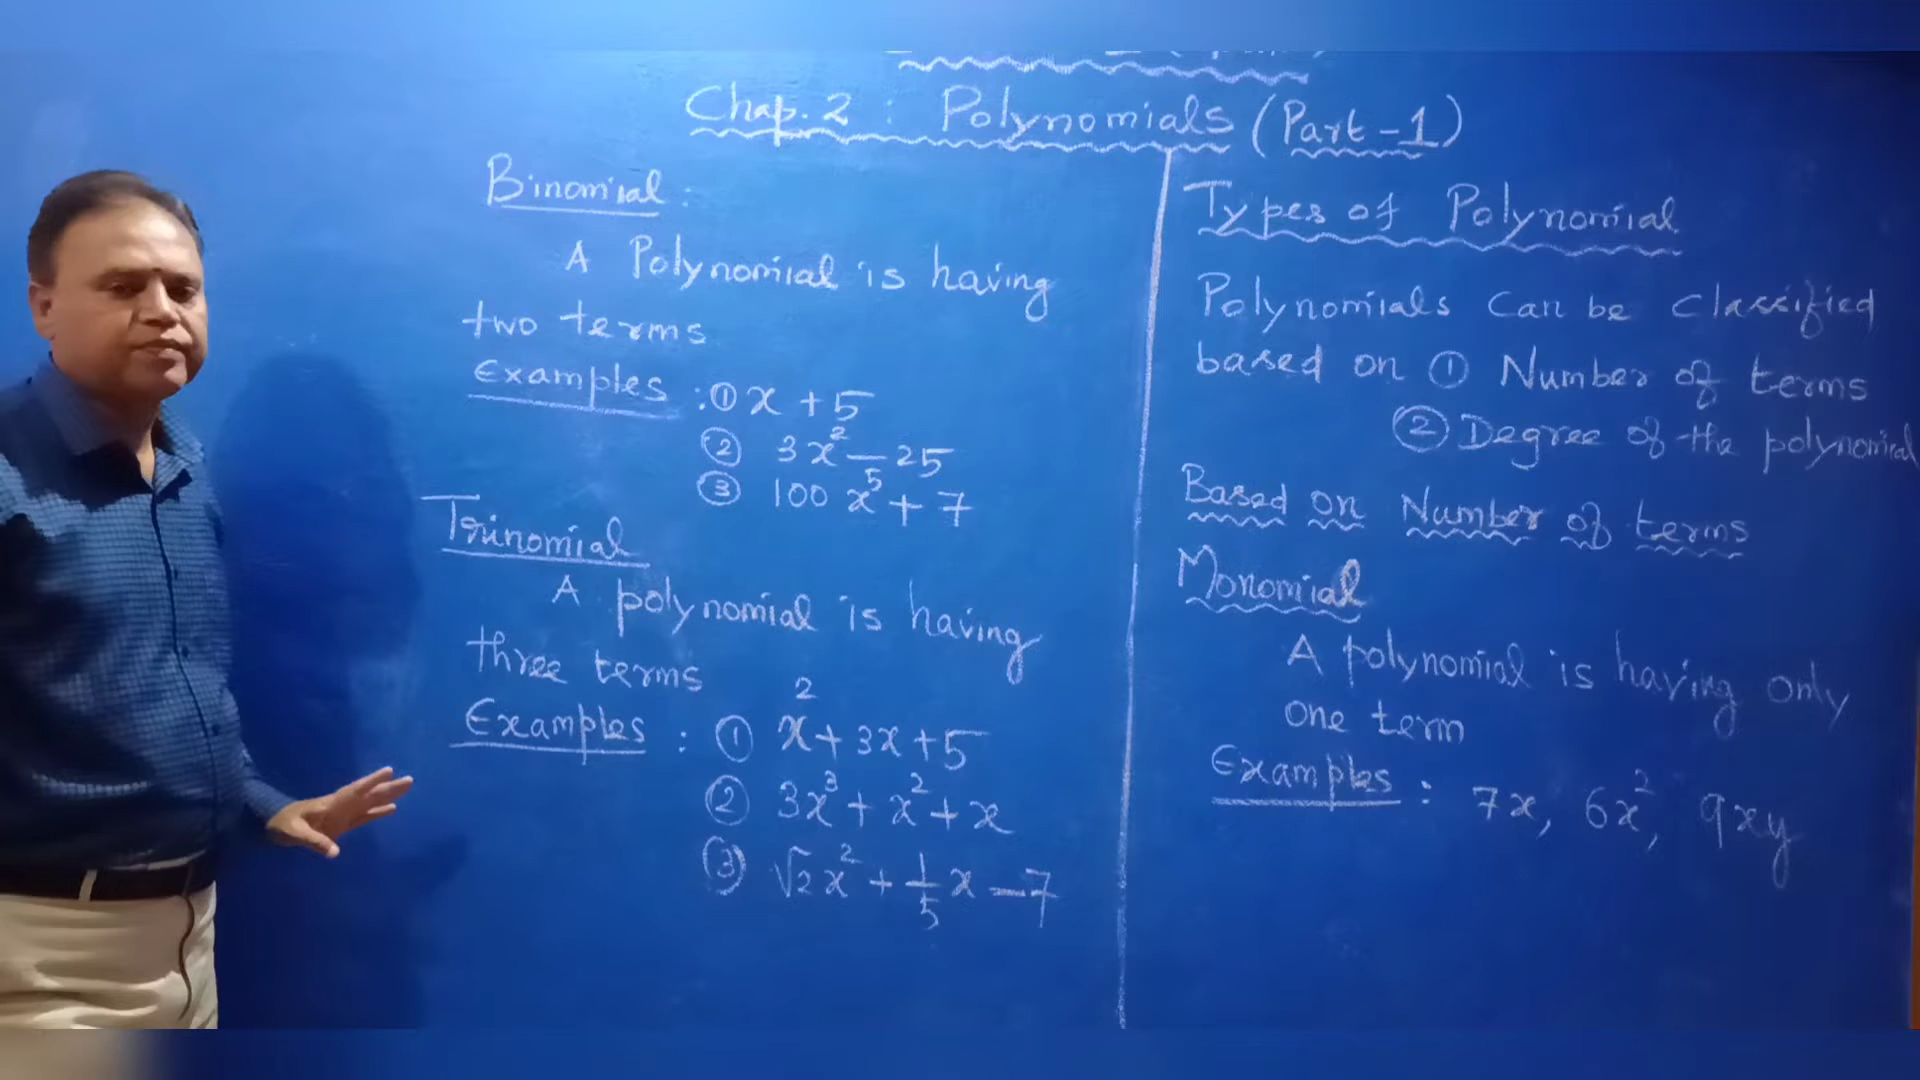 Chap. 2 : Polynomials (Part-1)
Binomial :
A Polynomial is having
two terms
Examples : ① x + 5
② 3x² - 25
③ 100 x⁵ + 7
Trinomial
A polynomial is having
three terms
Examples : ① x² + 3x + 5
② 3x³ + x² + x
③ √2x² + 1/5 x - 7
Types of Polynomial
Polynomials Can be classified
based on ① Number of terms
② Degree of the polynomial
Based on Number of terms
Monomial
A polynomial is having only
one term
Examples : 7x, 6x², 9xy